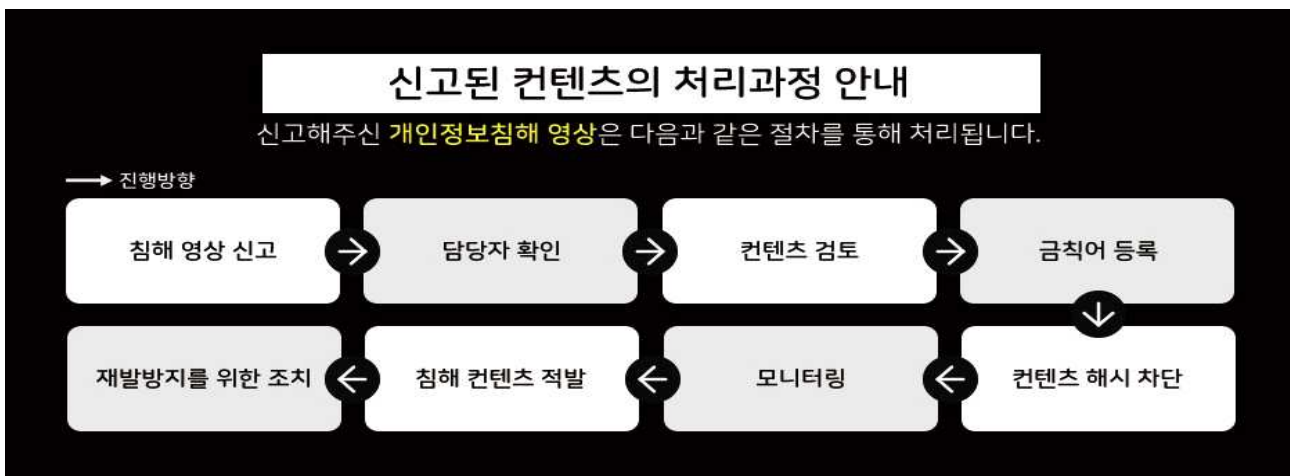 신고된 컨텐츠의 처리과정 안내
신고해주신 개인정보침해 영상은 다음과 같은 절차를 통해 처리됩니다.
진행방향
침해 영상 신고
담당자 확인
컨텐츠 검토
금칙어 등록
컨텐츠 해시 차단
모니터링
침해 컨텐츠 적발
재발방지를 위한 조치